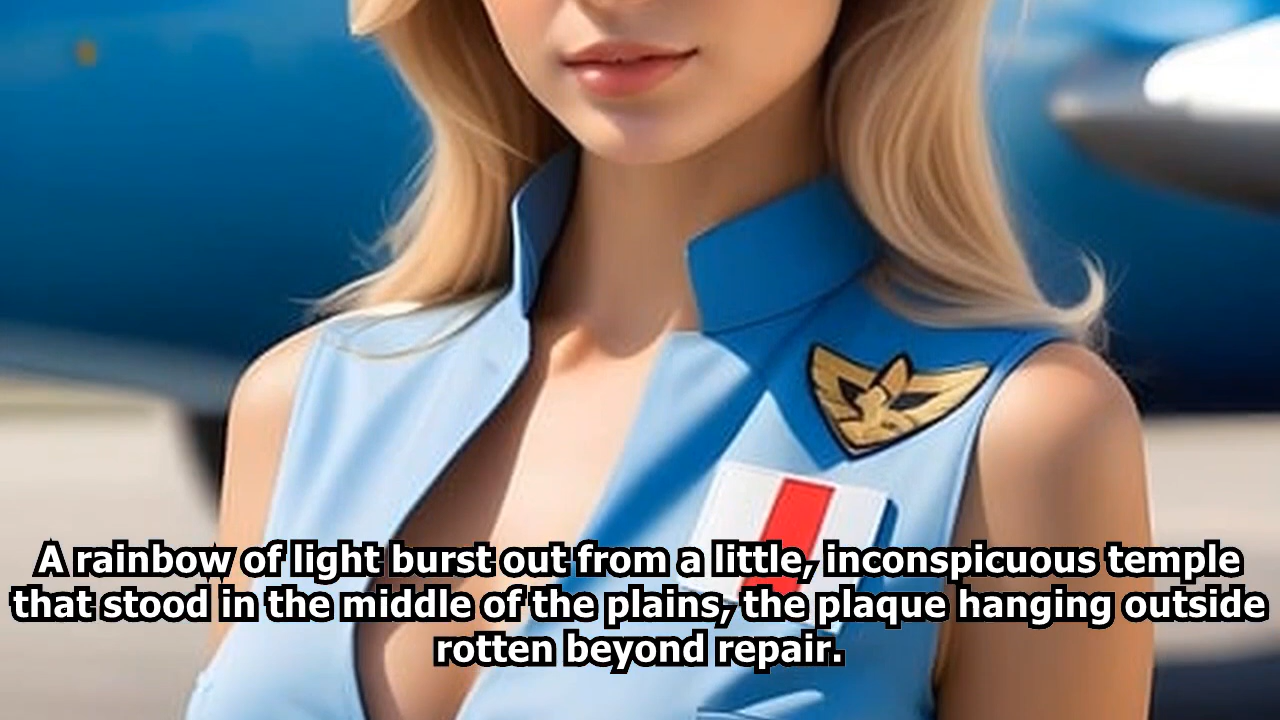 A rainbow of light burst out from a little, inconspicuous temple
that stood in the middle of the plains, the plaque hanging outside
rotten beyond repair.